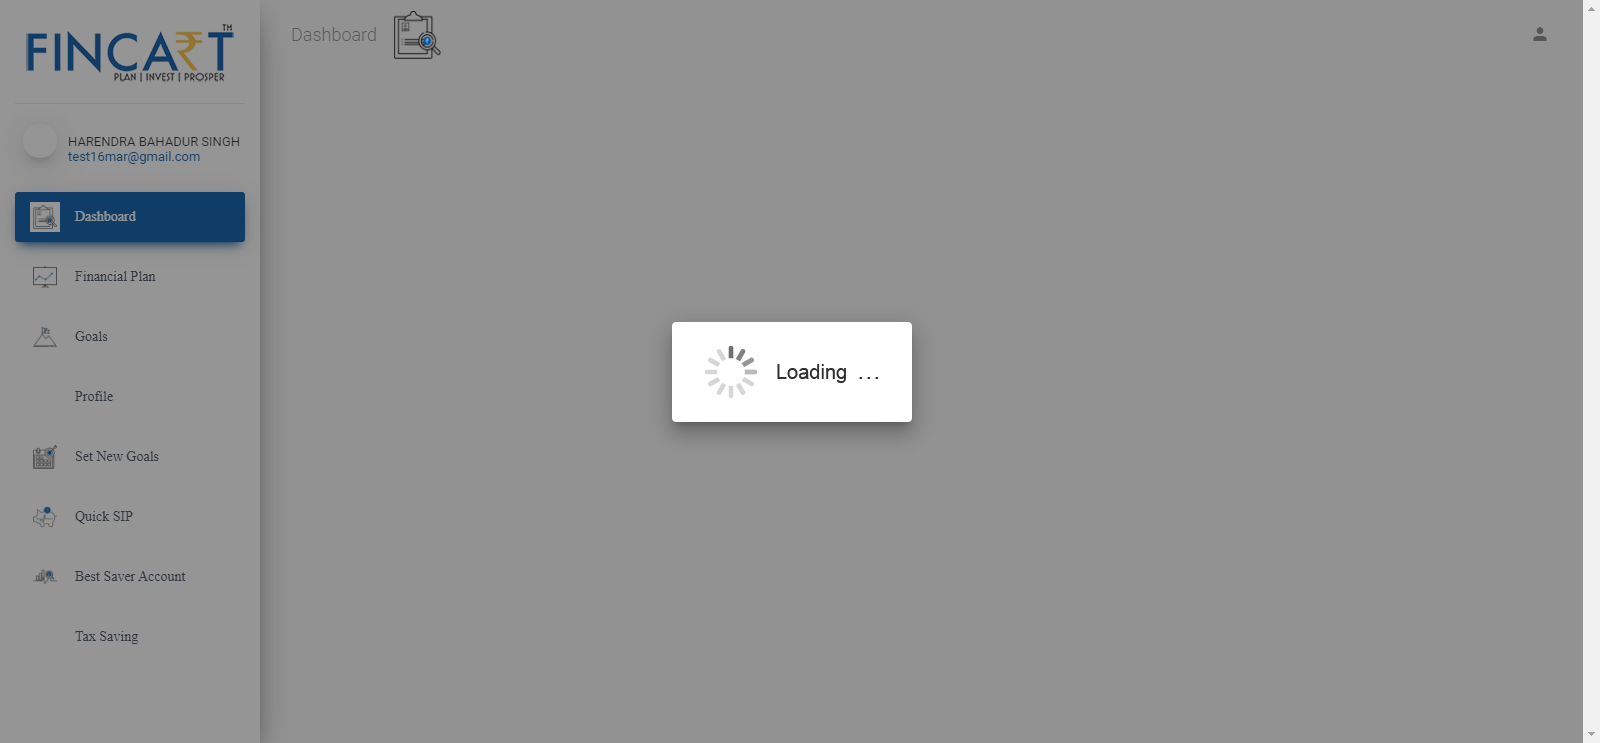 FINCART TM
PLAN | INVEST | PROSPER
HARENDRA BAHADUR SINGH
test16mar@gmail.com
Dashboard
Financial Plan
Goals
Profile
Set New Goals
Quick SIP
Best Saver Account
Tax Saving
Dashboard
Loading ...